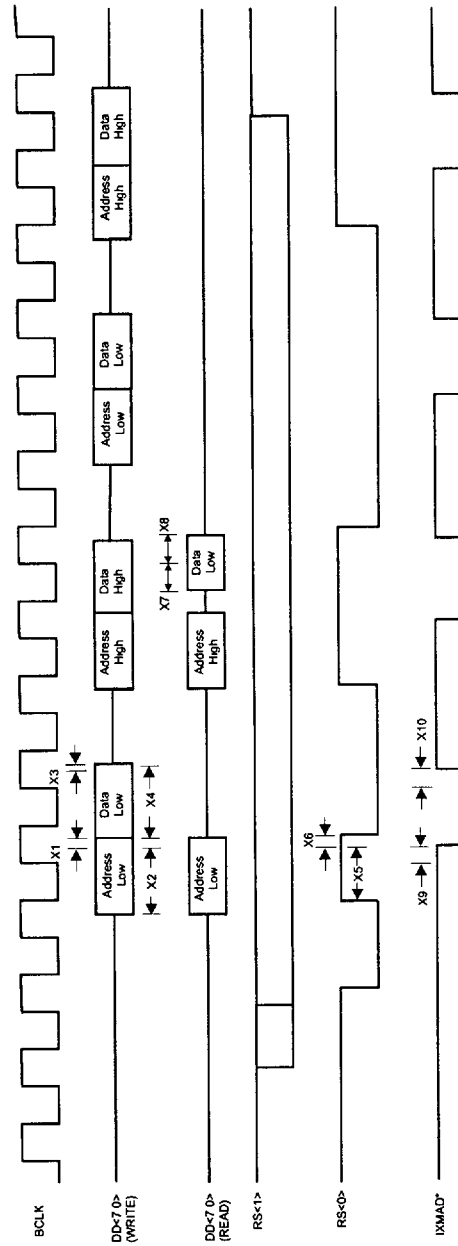 BCLK
X1
X3
DD<7 0>
(WRITE)
Address
Low
Data
Low
Address
High
Data
High
Address
Low
Data
Low
Address
High
Data
High
X2
X4
X7
X8
DD<7 0>
(READ)
Address
Low
Address
High
Data
Low
RS<1>
X6
RS<0>
X5
X9
X10
IXMAD*